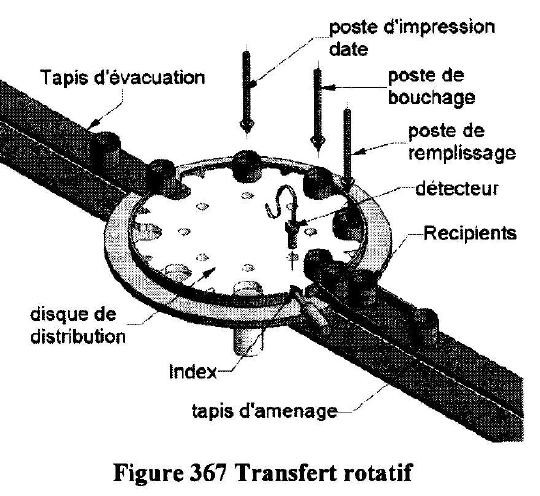 poste d'impression
date
Tapis d'évacuation
poste de
bouchage
poste de
remplissage
détecteur
Recipients
disque de
distribution
Index
tapis d'amenage
Figure 367 Transfert rotatif